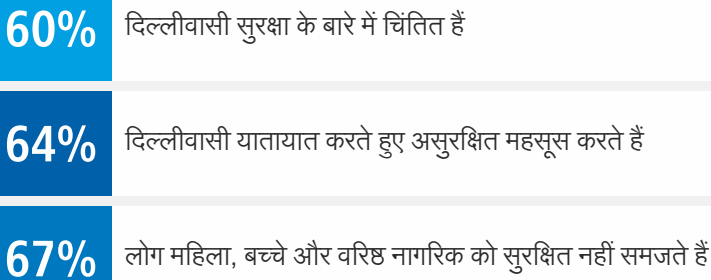 60% दिल्लीवासी सुरक्षा के बारे में चिंतित हैं
64% दिल्लीवासी यातायात करते हुए असुरक्षित महसूस करते हैं
67% लोग महिला, बच्चे और वरिष्ठ नागरिक को सुरक्षित नहीं समजते हैं